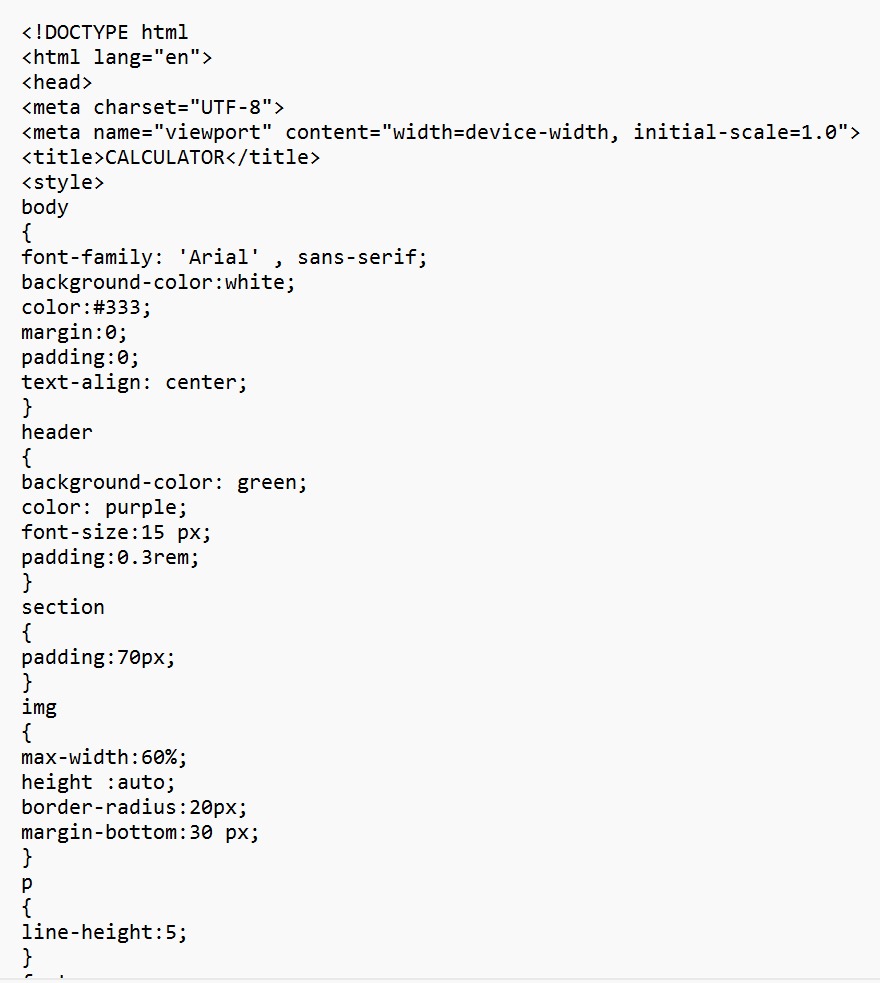 <!DOCTYPE html
<html lang="en">
<head>
<meta charset="UTF-8">
<meta name="viewport" content="width=device-width, initial-scale=1.0">
<title>CALCULATOR</title>
<style>
body
{
font-family: 'Arial' , sans-serif;
background-color:white;
color:#333;
margin:0;
padding:0;
text-align: center;
}
header
{
background-color: green;
color: purple;
font-size:15 px;
padding:0.3rem;
}
section
{
padding:70px;
}
img
{
max-width:60%;
height :auto;
border-radius:20px;
margin-bottom:30 px;
}
p
{
line-height:5;
}